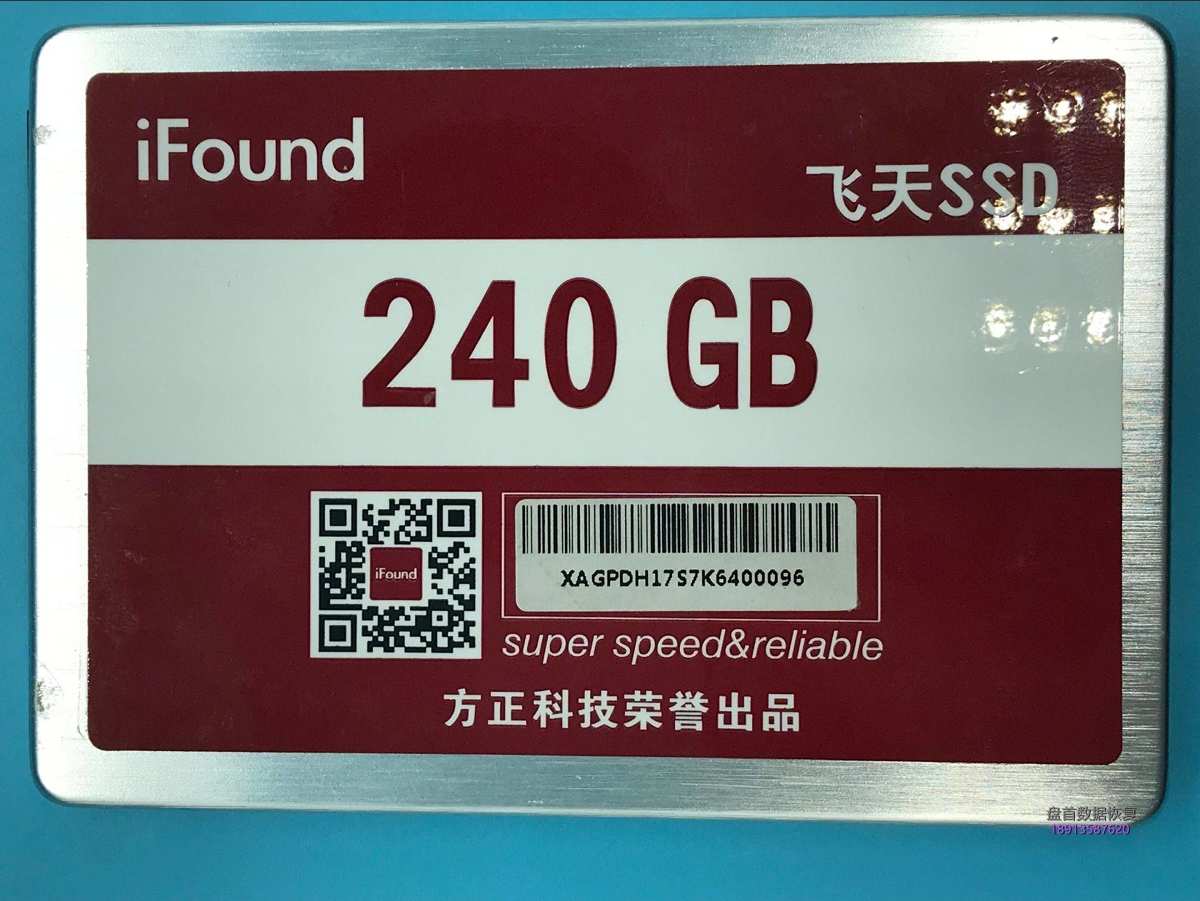 iFound
飞天SSD
240 GB
iFound
XAGPDH17S7K6400096
super speed&reliable
方正科技荣誉出品
盘首数据恢复
18913587620